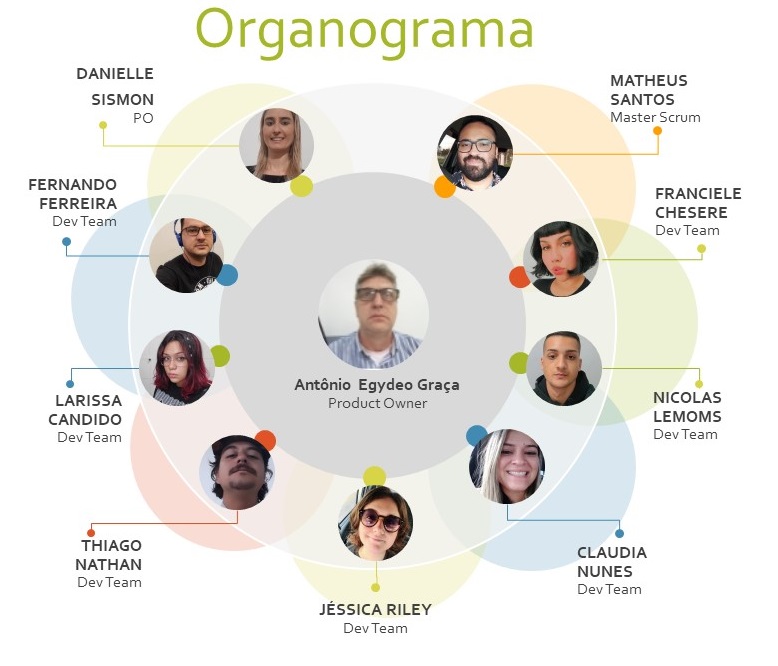 Organograma
DANIELLE
SISMON
PO
MATHEUS
SANTOS
Master Scrum
FERNANDO
FERREIRA
Dev Team
FRANCIELE
CHESERE
Dev Team
Antônio Egydeo Graça
Product Owner
LARISSA
CANDIDO
Dev Team
NICOLAS
LEMOMS
Dev Team
THIAGO
NATHAN
Dev Team
CLAUDIA
NUNES
Dev Team
JÉSSICA RILEY
Dev Team